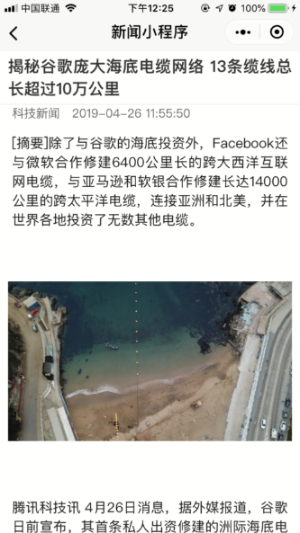 中国联通
下午12:25
100%
新闻小程序
揭秘谷歌庞大海底电缆网络 13条缆线总
长超过10万公里
科技新闻 2019-04-26 11:55:50
[摘要]除了与谷歌的海底投资外，Facebook还
与微软合作修建6400公里长的跨大西洋互联
网电缆，与亚马逊和软银合作修建长达14000
公里的跨太平洋电缆，连接亚洲和北美，并在
世界各地投资了无数其他电缆。
腾讯科技讯 4月26日消息，据外媒报道，谷歌
日前宣布，其首条私人出资修建的洲际海底电